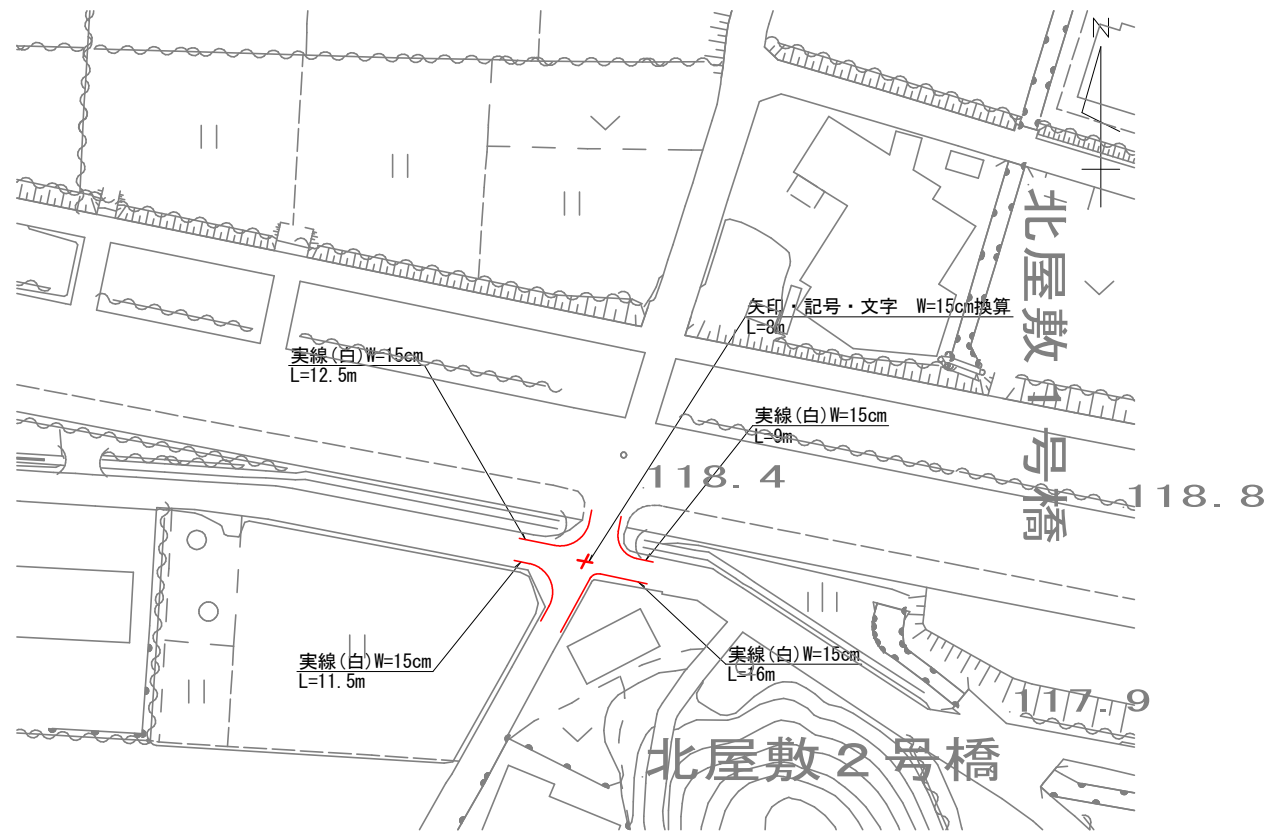 N
北屋敷1号橋
矢印・記号・文字 W=15cm換算
L=8m
実線(白)W=15cm
L=12.5m
実線(白)W=15cm
L=9m
118.4
118.8
実線(白)W=15cm
L=11.5m
実線(白)W=15cm
L=16m
117.9
北屋敷2号橋